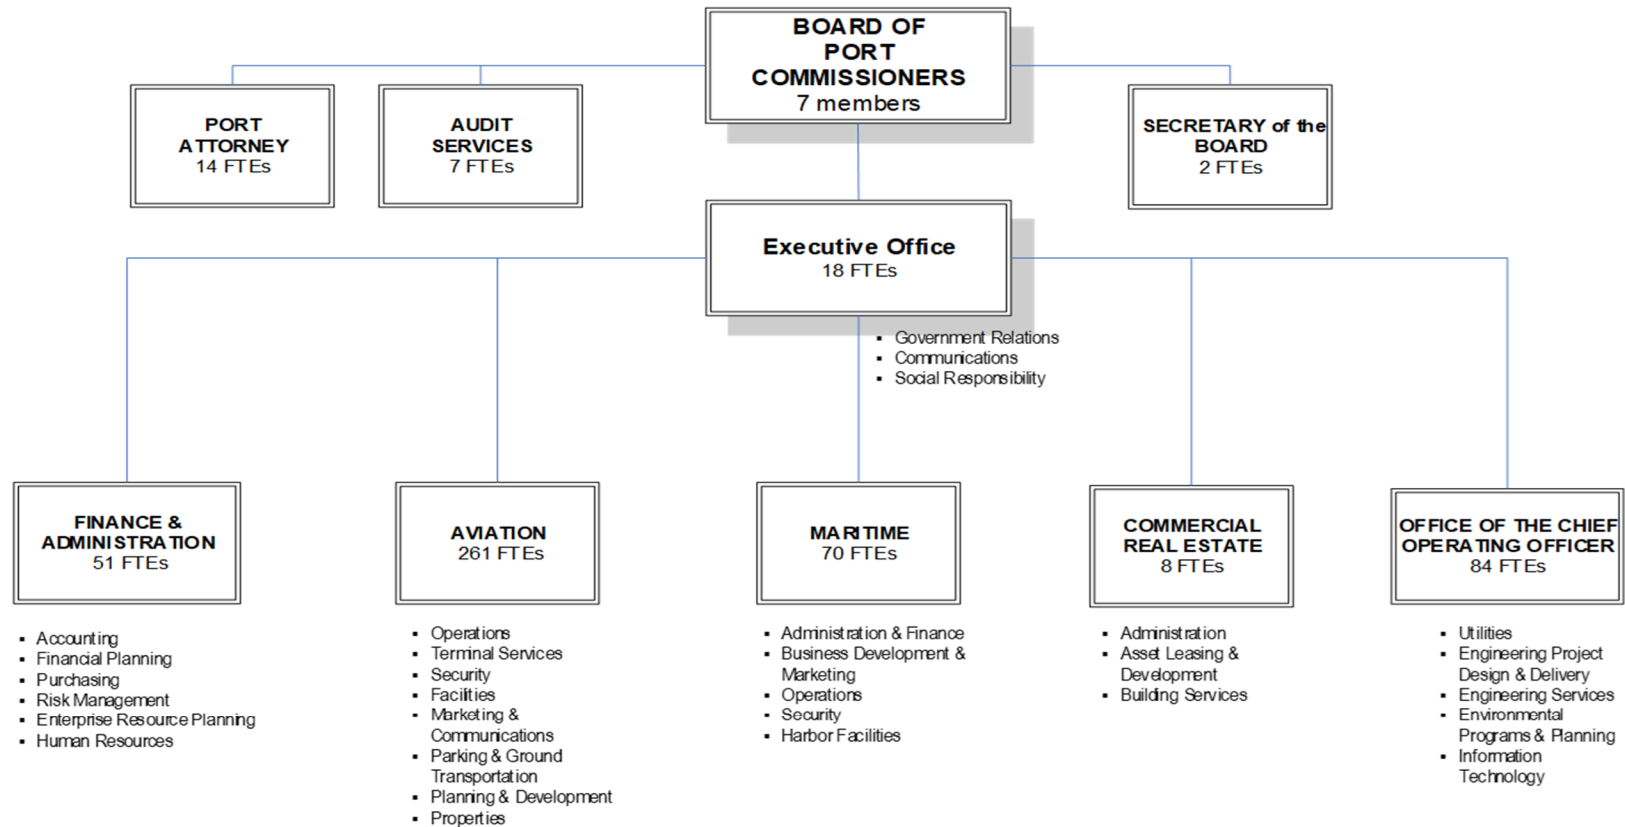 BOARD OF
PORT
COMMISSIONERS
7 members
PORT
ATTORNEY
14 FTEs
AUDIT
SERVICES
7 FTEs
SECRETARY of the
BOARD
2 FTEs
Executive Office
18 FTEs
▪ Government Relations
▪ Communications
▪ Social Responsibility
FINANCE &
ADMINISTRATION
51 FTEs
▪ Accounting
▪ Financial Planning
▪ Purchasing
▪ Risk Management
▪ Enterprise Resource Planning
▪ Human Resources
AVIATION
261 FTEs
▪ Operations
▪ Terminal Services
▪ Security
▪ Facilities
▪ Marketing &
Communications
▪ Parking & Ground
Transportation
▪ Planning & Development
▪ Properties
MARITIME
70 FTEs
▪ Administration & Finance
▪ Business Development &
Marketing
▪ Operations
▪ Security
▪ Harbor Facilities
COMMERCIAL
REAL ESTATE
8 FTEs
▪ Administration
▪ Asset Leasing &
Development
▪ Building Services
OFFICE OF THE CHIEF
OPERATING OFFICER
84 FTEs
▪ Utilities
▪ Engineering Project
Design & Delivery
▪ Engineering Services
▪ Environmental
Programs & Planning
▪ Information
Technology